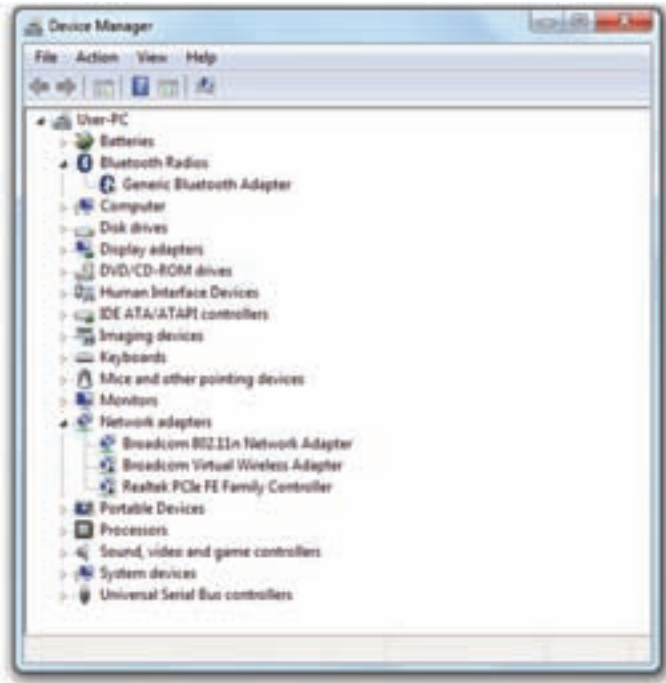 Device Manager
File Action View Help
User-PC
Batteries
Bluetooth Radios
Generic Bluetooth Adapter
Computer
Disk drives
Display adapters
DVD/CD-ROM drives
Human Interface Devices
IDE ATA/ATAPI controllers
Imaging devices
Keyboards
Mice and other pointing devices
Monitors
Network adapters
Broadcom 802.11n Network Adapter
Broadcom Virtual Wireless Adapter
Realtek PCIe FE Family Controller
Portable Devices
Processors
Sound, video and game controllers
System devices
Universal Serial Bus controllers